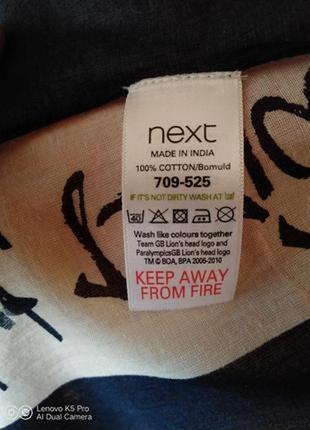 next
MADE IN INDIA
100% COTTON/Bomuld
709-525
IF IT'S NOT DIRTY WASH AT
40
Wash like colours together
Team GB Lion's head logo and
ParalympicsGB Lion's head logo
TM © BOA, BPA 2005-2010
KEEP AWAY
FROM FIRE
Lenovo K5 Pro
AI Dual Camera